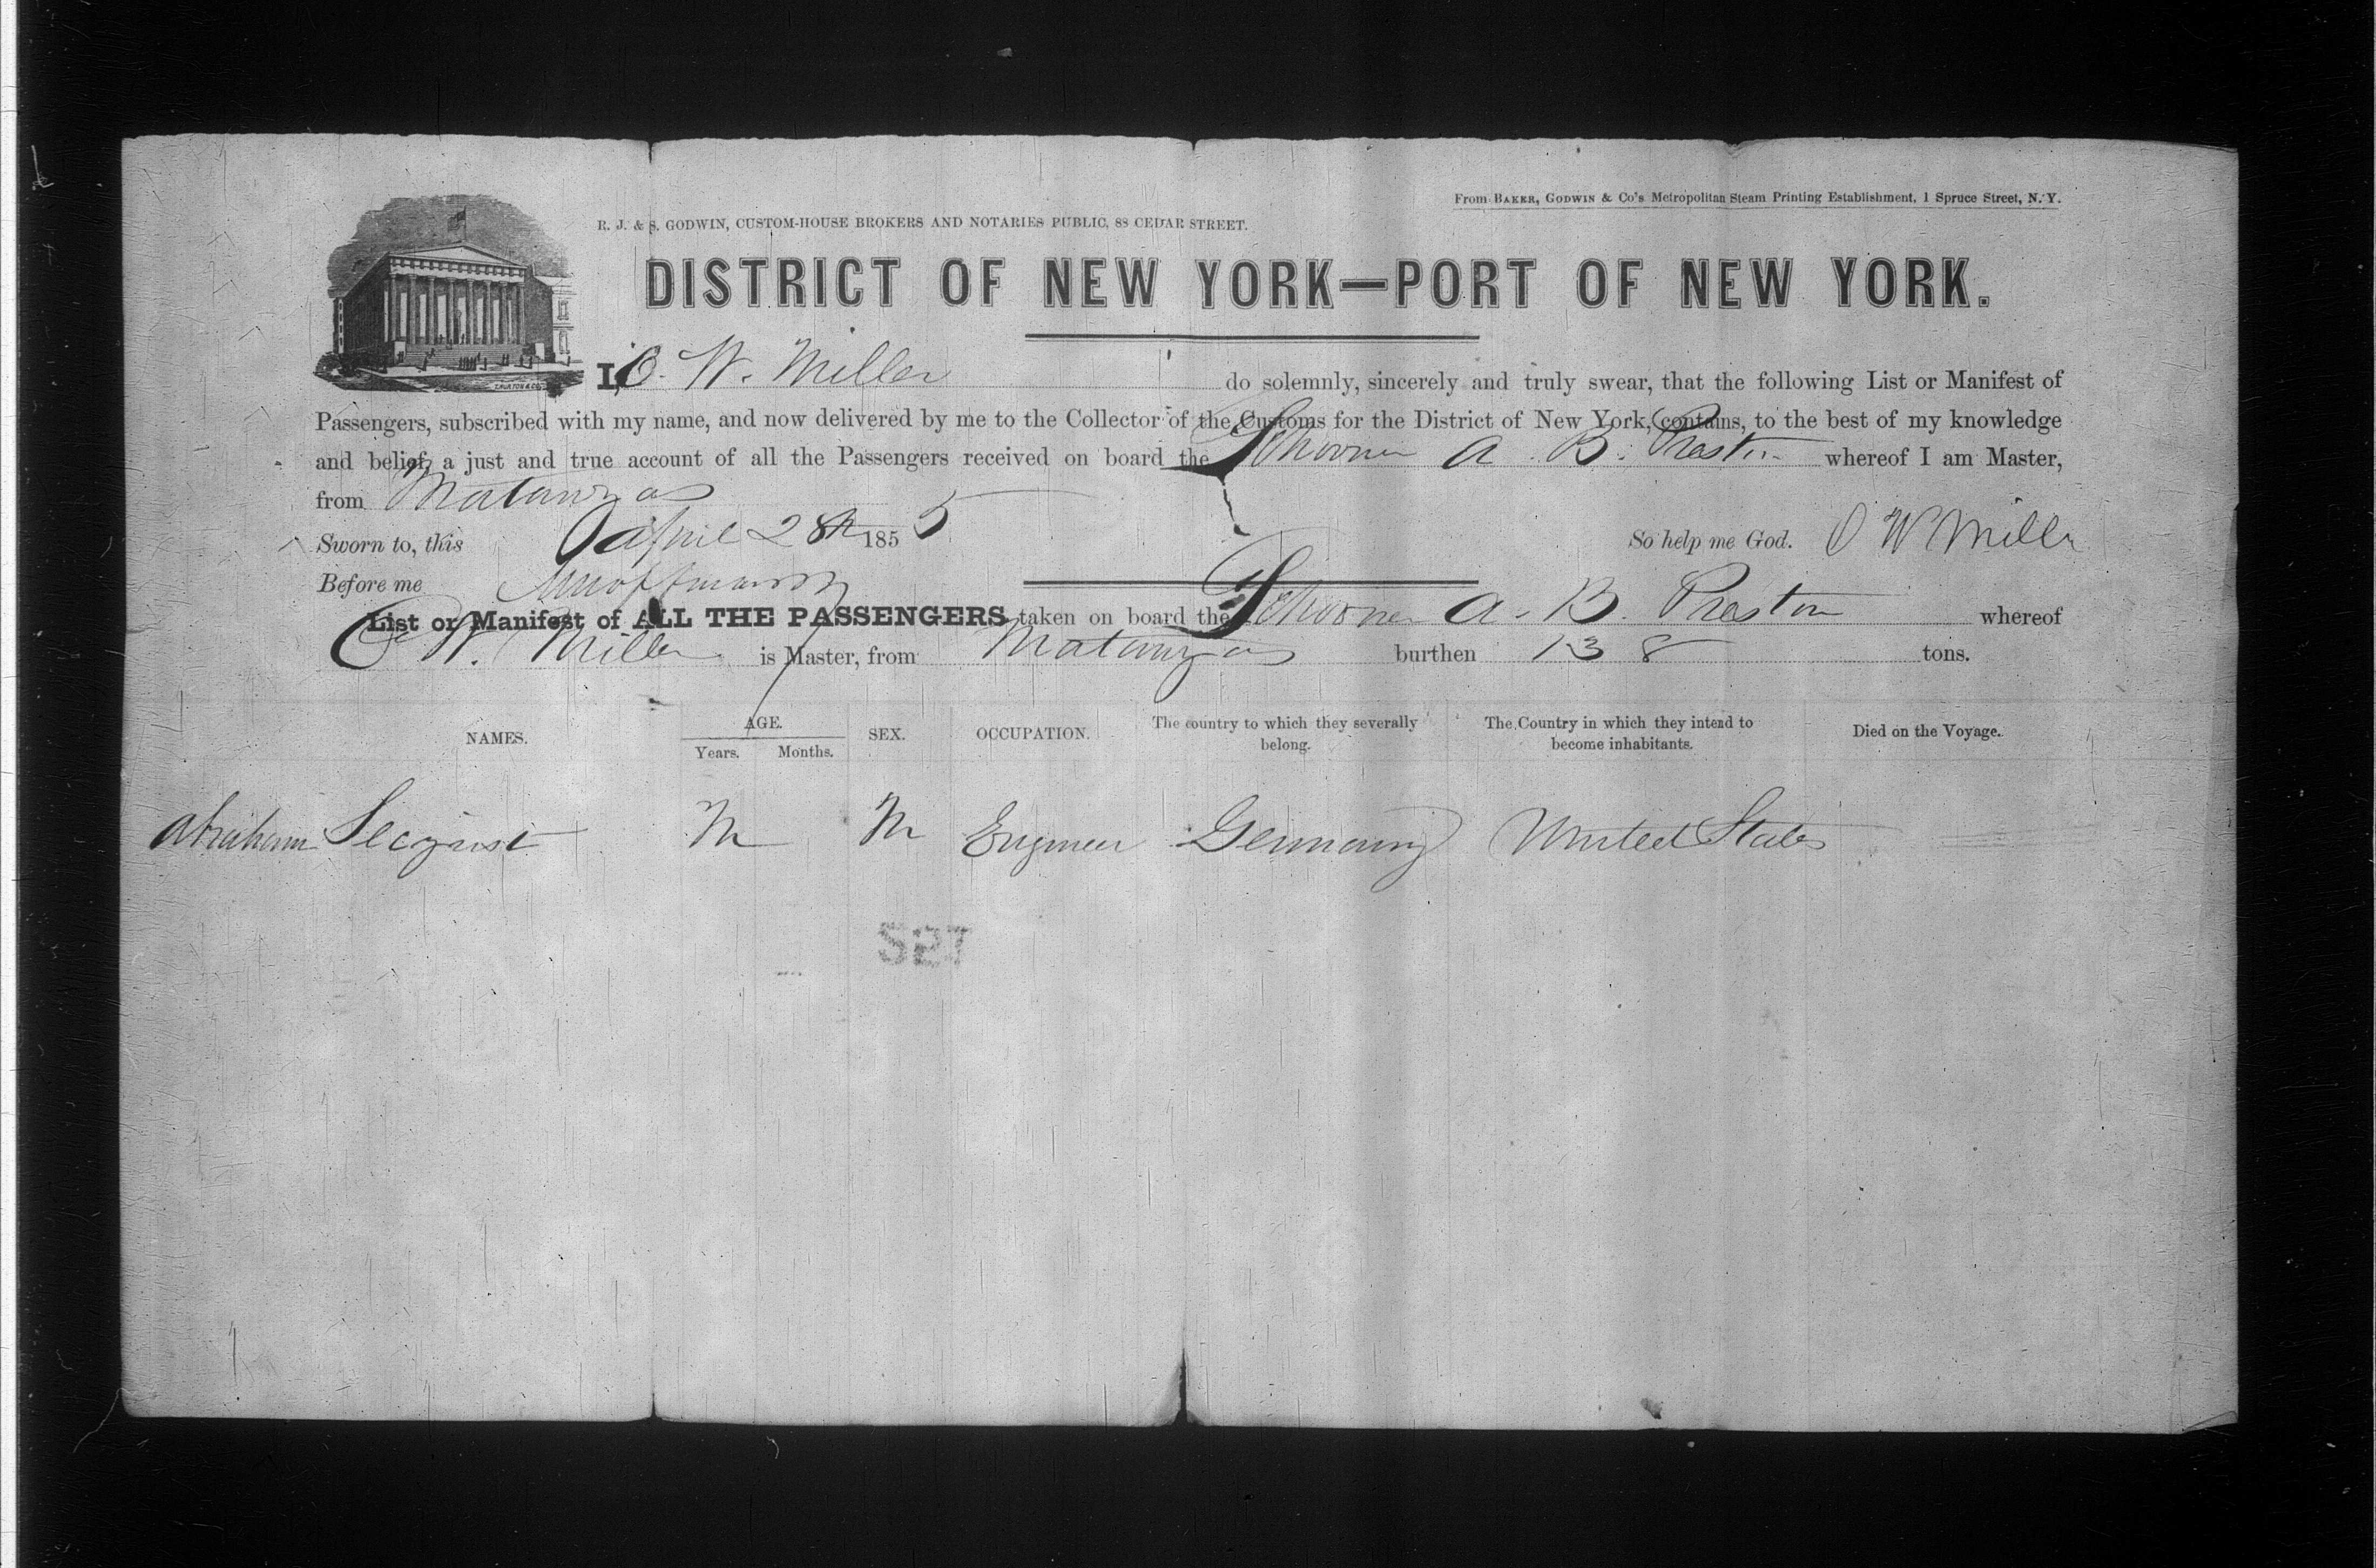 From BAKER, GODWIN & Co's Metropolitan Steam Printing Establishment, 1 Spruce Street, N. Y.
R. J. & S. GODWIN, CUSTOM-HOUSE BROKERS AND NOTARIES PUBLIC, 88 CEDAR STREET.
DISTRICT OF NEW YORK—PORT OF NEW YORK.
I, O. W. Miller do solemnly, sincerely and truly swear, that the following List or Manifest of
Passengers, subscribed with my name, and now delivered by me to the Collector of the Customs for the District of New York, contains, to the best of my knowledge
and belief, a just and true account of all the Passengers received on board the Schooner A. B. Preston whereof I am Master,
from Matanzas
Sworn to, this April 28th 1855 So help me God. O W Miller
Before me
List or Manifest of ALL THE PASSENGERS taken on board the Schooner A. B. Preston whereof
O. W. Miller is Master, from Matanzas burthen 138 tons.
NAMES. AGE. Years. Months. SEX. OCCUPATION. The country to which they severally belong. The Country in which they intend to become inhabitants. Died on the Voyage.
Abraham M M Engineer Germany United States